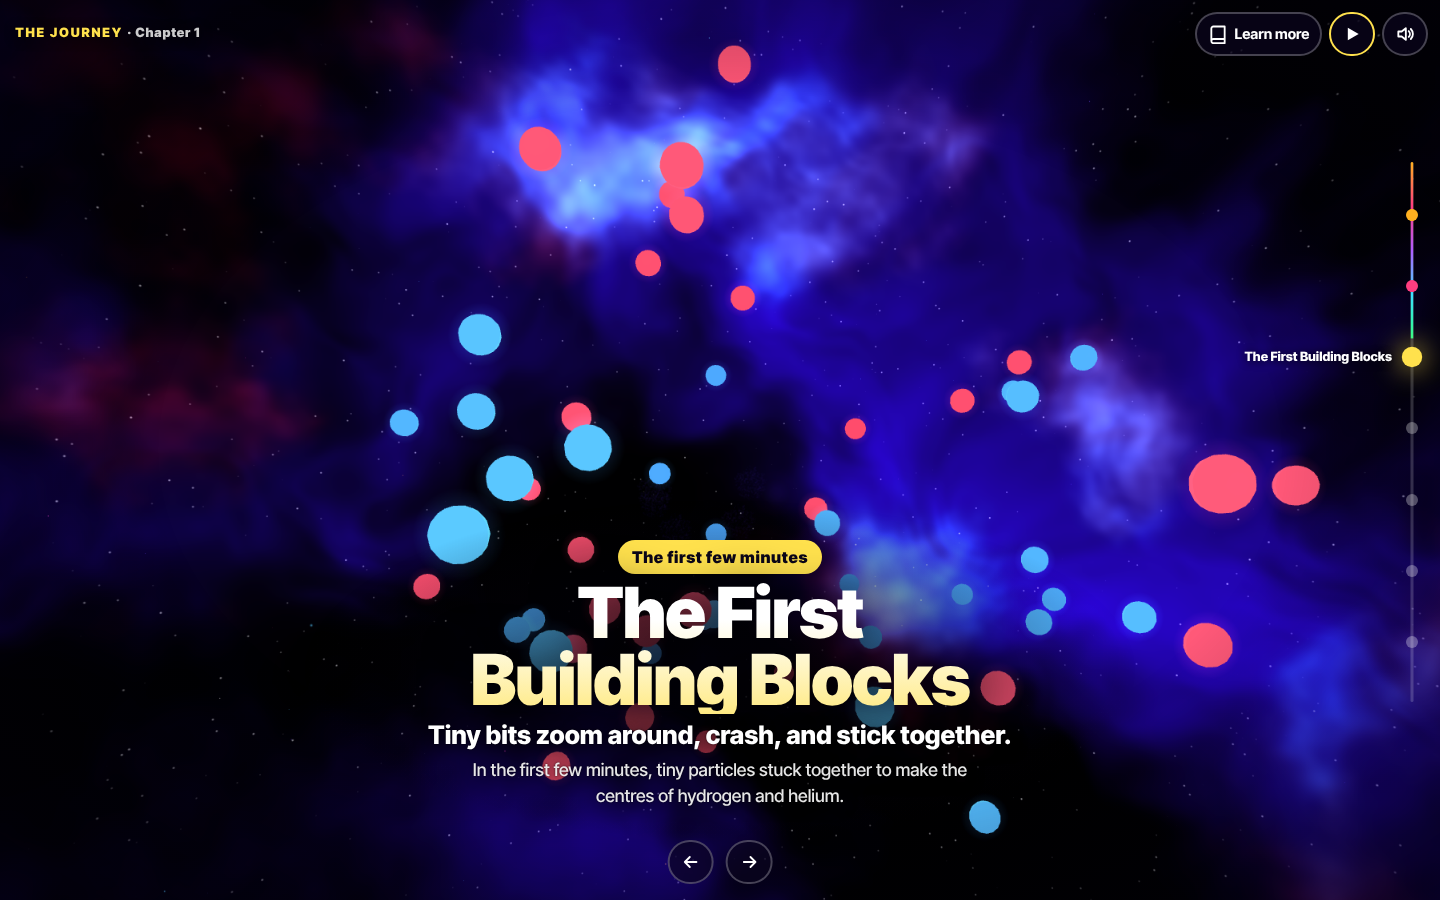 THE JOURNEY · Chapter 1
Learn more
The First Building Blocks
The first few minutes
The First
Building Blocks
Tiny bits zoom around, crash, and stick together.
In the first few minutes, tiny particles stuck together to make the
centres of hydrogen and helium.